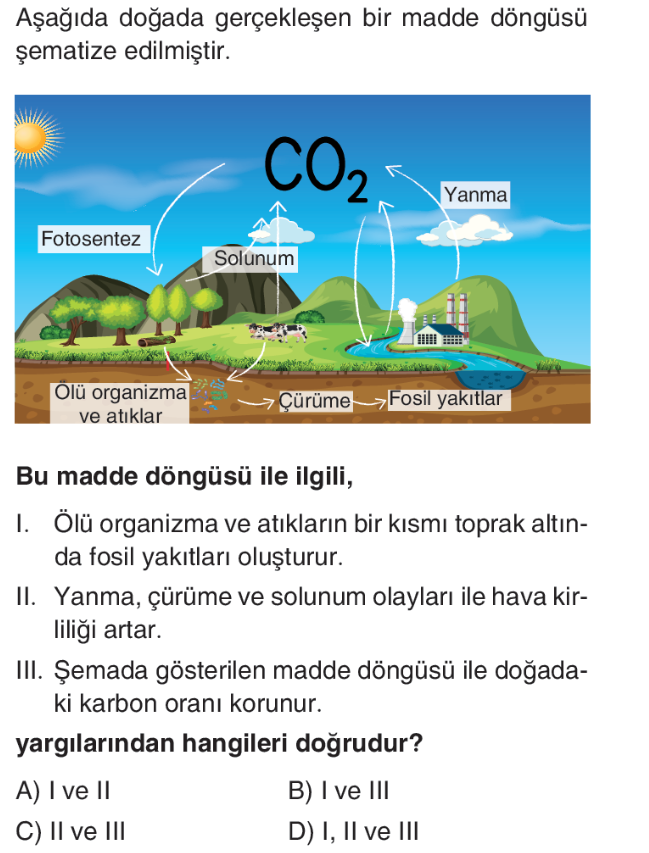 Aşağıda doğada gerçekleşen bir madde döngüsü
şematize edilmiştir.
CO2
Yanma
Fotosentez
Solunum
Ölü organizma
ve atıklar
Çürüme
Fosil yakıtlar
Bu madde döngüsü ile ilgili,
I. Ölü organizma ve atıkların bir kısmı toprak altın-
da fosil yakıtları oluşturur.
II. Yanma, çürüme ve solunum olayları ile hava kir-
liliği artar.
III. Şemada gösterilen madde döngüsü ile doğada-
ki karbon oranı korunur.
yargılarından hangileri doğrudur?
A) I ve II
B) I ve III
C) II ve III
D) I, II ve III